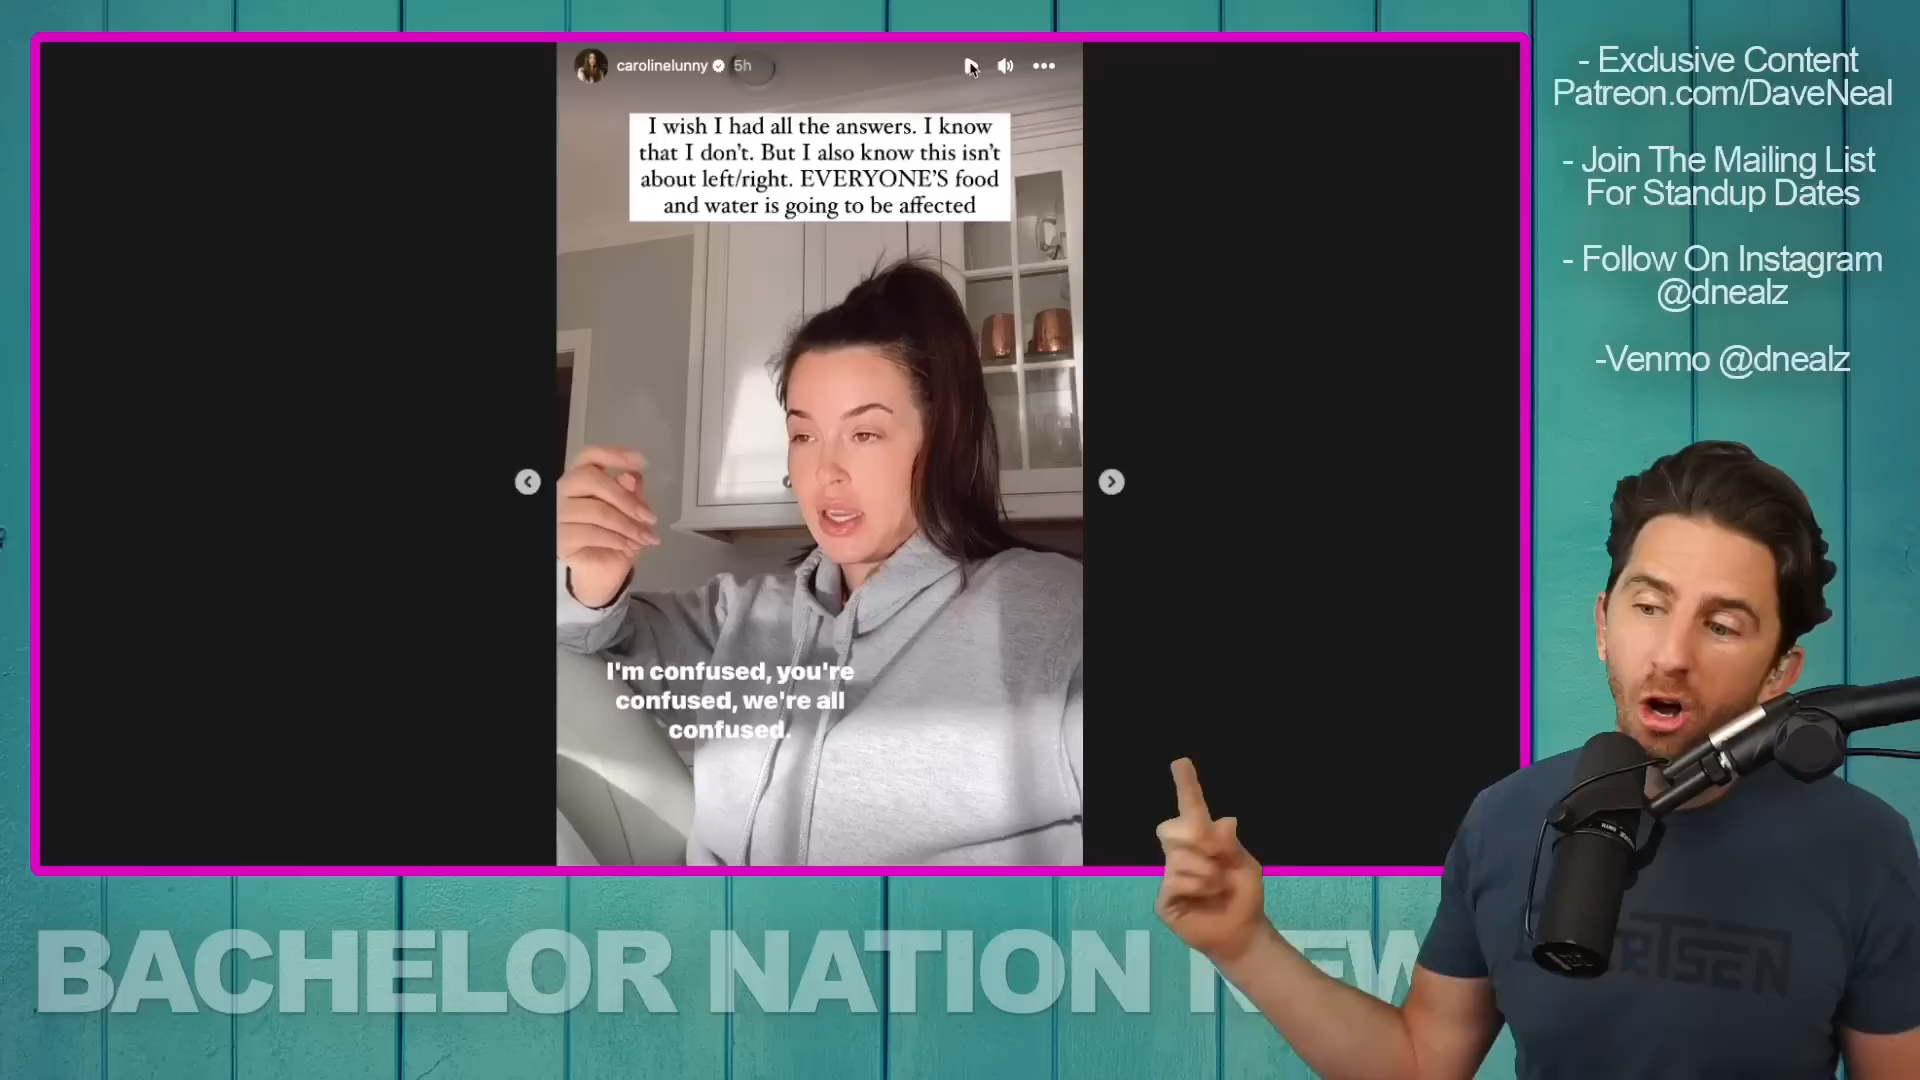 carolinelunny 5h
I wish I had all the answers. I know
that I don't. But I also know this isn't
about left/right. EVERYONE'S food
and water is going to be affected
I'm confused, you're
confused, we're all
confused.
- Exclusive Content
Patreon.com/DaveNeal
- Join The Mailing List
For Standup Dates
- Follow On Instagram
@dnealz
-Venmo @dnealz
BACHELOR NATION